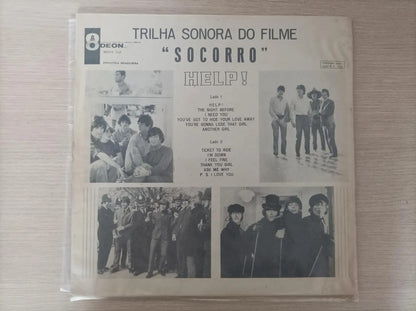 ODEON
TRILHA SONORA DO FILME
"SOCORRO"
HELP!
Lado 1
HELP!
THE NIGHT BEFORE
I NEED YOU
YOU'VE GOT TO HIDE YOUR LOVE AWAY
YOU'RE GONNA LOSE THAT GIRL
ANOTHER GIRL
Lado 2
TICKET TO RIDE
I'M DOWN
I FEEL FINE
THANK YOU GIRL
ASK ME WHY
P. S. I LOVE YOU